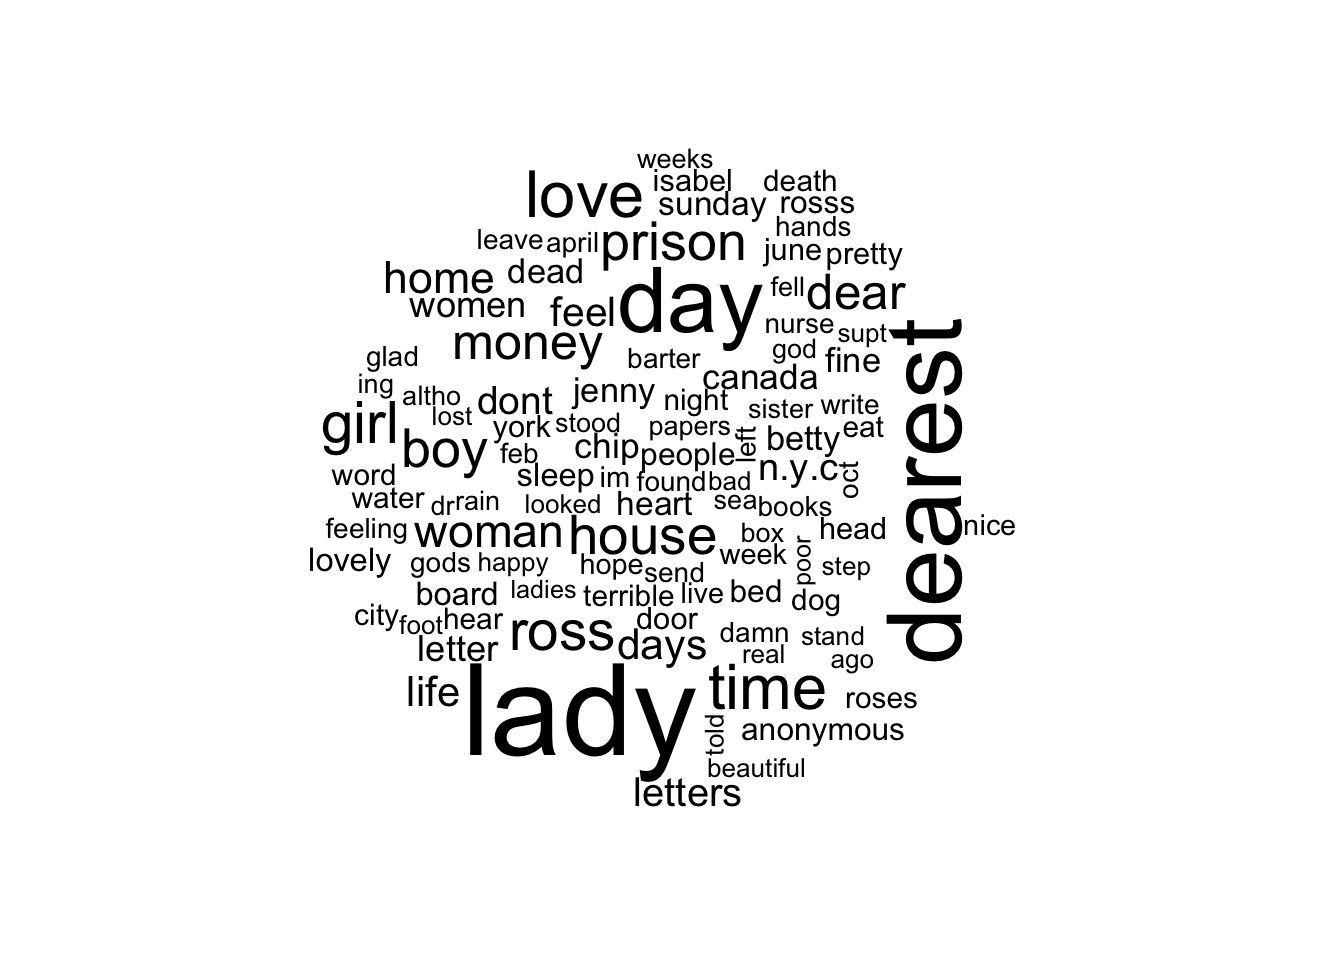 weeks
love isabel death
sunday rosss
hands
leave april prison june pretty
home dead
women feel day fell dear
money nurse supt
glad barter god fine
ing altho jenny canada
dont night sister write
girl lost york stood papers left betty eat
boy feb chip people n.y.c oct
word sleep im found bad
water dr rain looked heart sea books
feeling woman house box head dearest nice
lovely gods happy hope send week poor step
board ladies terrible live bed dog
city foot hear ross door damn stand
letter days real ago
life lady time roses
told anonymous
beautiful
letters